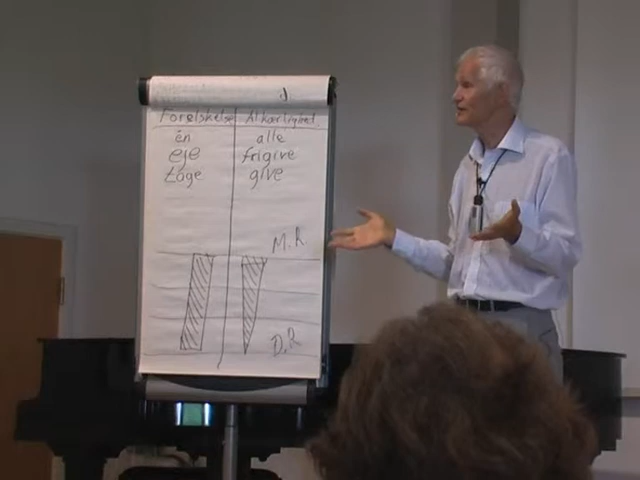 Forelskelse Alkærlighed
én alle
eje frigive
tage give
M.R.
D.R